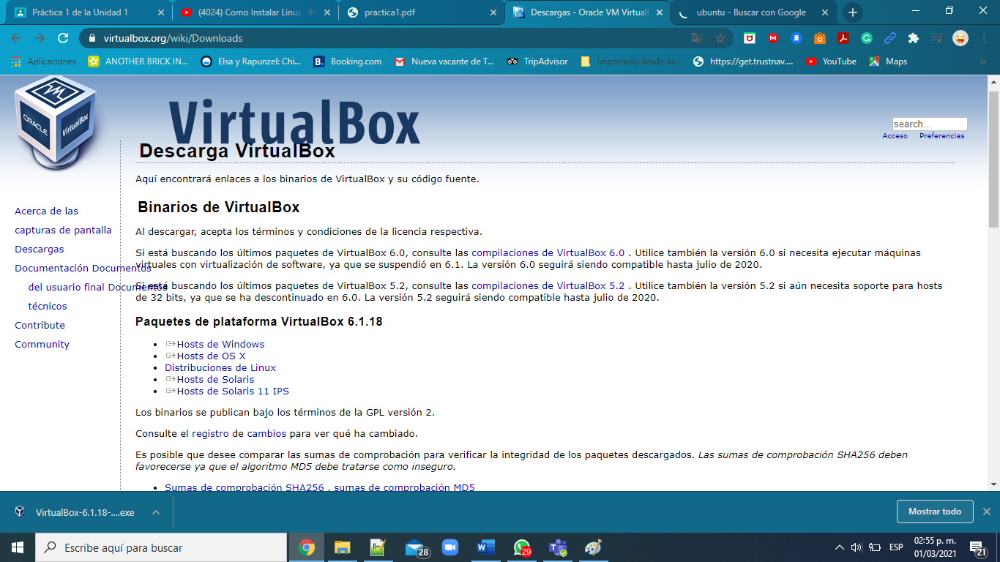 Práctica 1 de la Unidad 1
(4024) Como Instalar Linux
practica1.pdf
Descargas - Oracle VM VirtualB
ubuntu - Buscar con Google
virtualbox.org/wiki/Downloads
Aplicaciones
ANOTHER BRICK IN...
Elsa y Rapunzel: Chi...
Booking.com
Nueva vacante de T...
TripAdvisor
Importado desde in...
https://get.trustnav....
YouTube
Maps
ORACLE
VirtualBox
VirtualBox
search...
Acceso Preferencias
Descarga VirtualBox
Aquí encontrará enlaces a los binarios de VirtualBox y su código fuente.
Acerca de las
capturas de pantalla
Descargas
Documentación Documentos
del usuario final Documentos
técnicos
Contribute
Community
Binarios de VirtualBox
Al descargar, acepta los términos y condiciones de la licencia respectiva.
Si está buscando los últimos paquetes de VirtualBox 6.0, consulte las compilaciones de VirtualBox 6.0 . Utilice también la versión 6.0 si necesita ejecutar máquinas
virtuales con virtualización de software, ya que se suspendió en 6.1. La versión 6.0 seguirá siendo compatible hasta julio de 2020.
Si está buscando los últimos paquetes de VirtualBox 5.2, consulte las compilaciones de VirtualBox 5.2 . Utilice también la versión 5.2 si aún necesita soporte para hosts
de 32 bits, ya que se ha descontinuado en 6.0. La versión 5.2 seguirá siendo compatible hasta julio de 2020.
Paquetes de plataforma VirtualBox 6.1.18
Hosts de Windows
Hosts de OS X
Distribuciones de Linux
Hosts de Solaris
Hosts de Solaris 11 IPS
Los binarios se publican bajo los términos de la GPL versión 2.
Consulte el registro de cambios para ver qué ha cambiado.
Es posible que desee comparar las sumas de comprobación para verificar la integridad de los paquetes descargados. Las sumas de comprobación SHA256 deben
favorecerse ya que el algoritmo MD5 debe tratarse como inseguro.
Sumas de comprobación SHA256 , sumas de comprobación MD5
VirtualBox-6.1.18-....exe
Mostrar todo
Escribe aquí para buscar
28
29
ESP
02:55 p. m.
01/03/2021
21